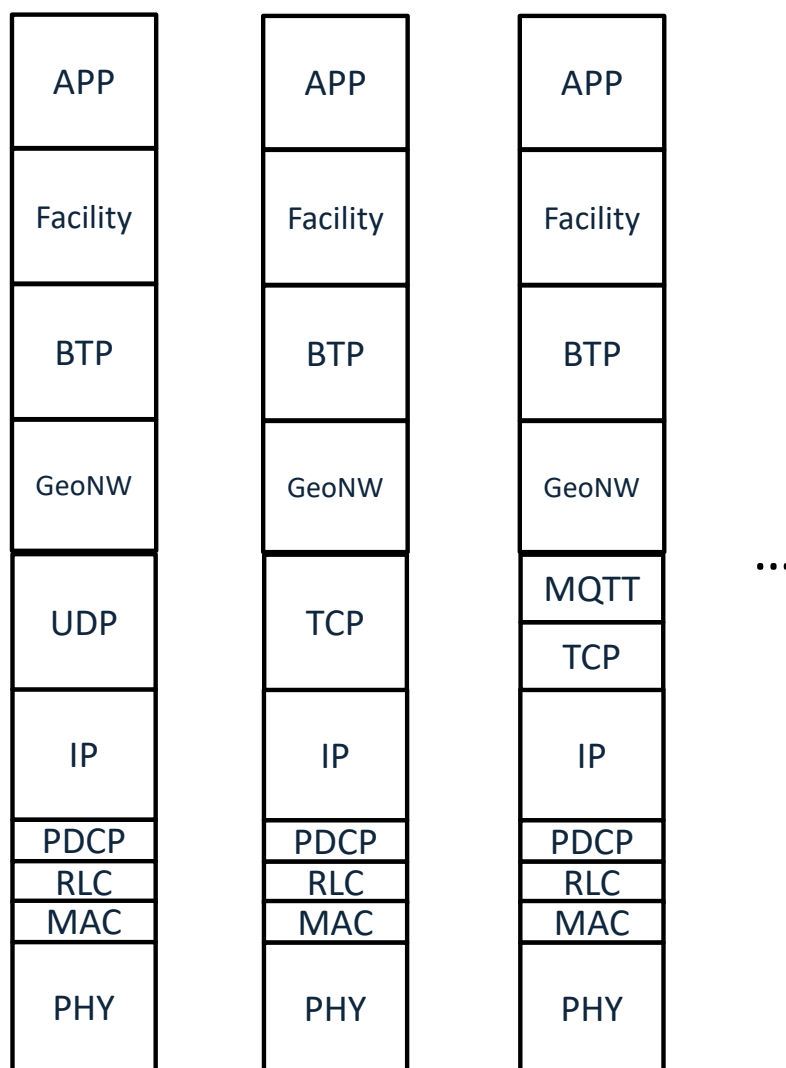 APP
Facility
BTP
GeoNW
UDP
IP
PDCP
RLC
MAC
PHY
APP
Facility
BTP
GeoNW
TCP
IP
PDCP
RLC
MAC
PHY
APP
Facility
BTP
GeoNW
MQTT
TCP
IP
PDCP
RLC
MAC
PHY
...